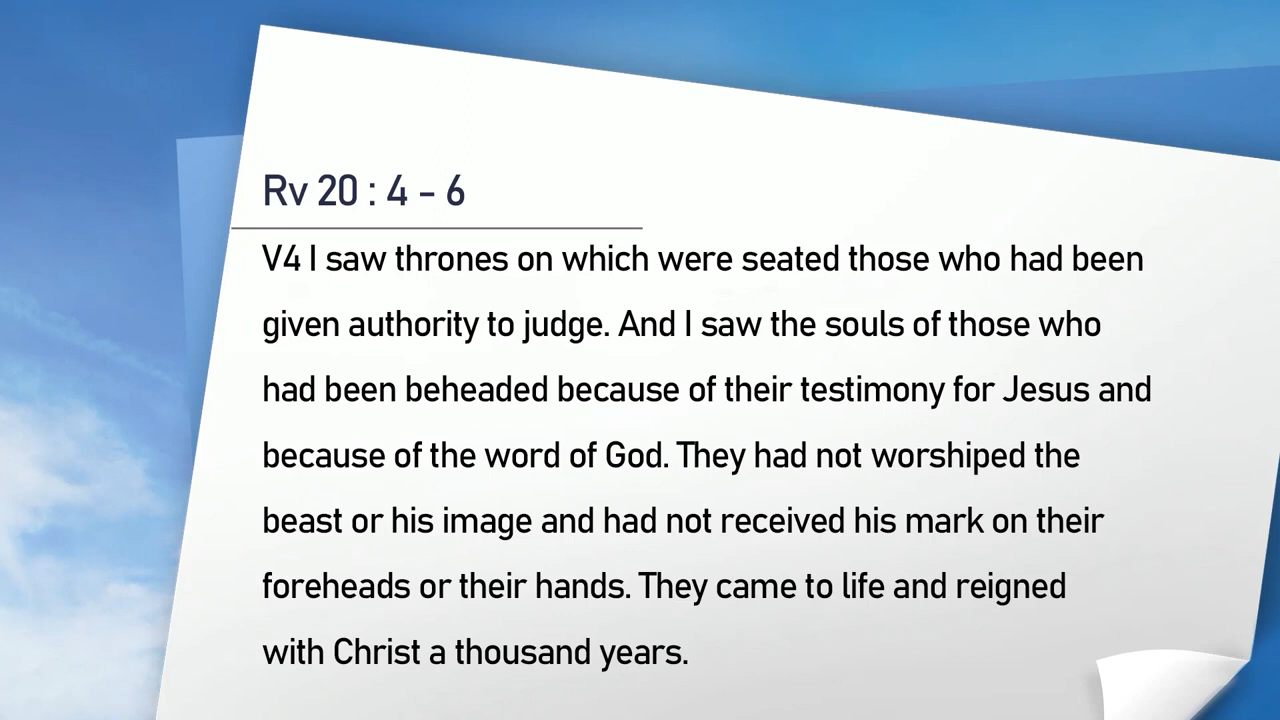 Rv 20 : 4 - 6
V4 I saw thrones on which were seated those who had been
given authority to judge. And I saw the souls of those who
had been beheaded because of their testimony for Jesus and
because of the word of God. They had not worshiped the
beast or his image and had not received his mark on their
foreheads or their hands. They came to life and reigned
with Christ a thousand years.